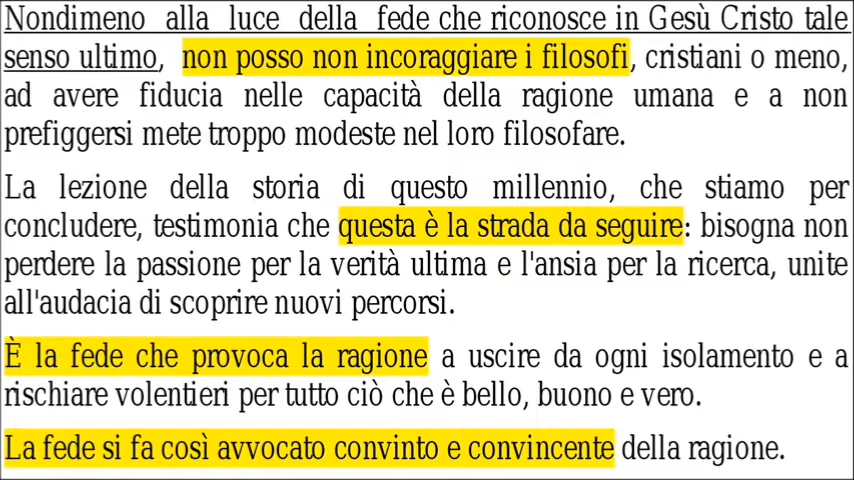 Nondimeno alla luce della fede che riconosce in Gesù Cristo tale
senso ultimo, non posso non incoraggiare i filosofi, cristiani o meno,
ad avere fiducia nelle capacità della ragione umana e a non
prefiggersi mete troppo modeste nel loro filosofare.
La lezione della storia di questo millennio, che stiamo per
concludere, testimonia che questa è la strada da seguire: bisogna non
perdere la passione per la verità ultima e l'ansia per la ricerca, unite
all'audacia di scoprire nuovi percorsi.
È la fede che provoca la ragione a uscire da ogni isolamento e a
rischiare volentieri per tutto ciò che è bello, buono e vero.
La fede si fa così avvocato convinto e convincente della ragione.